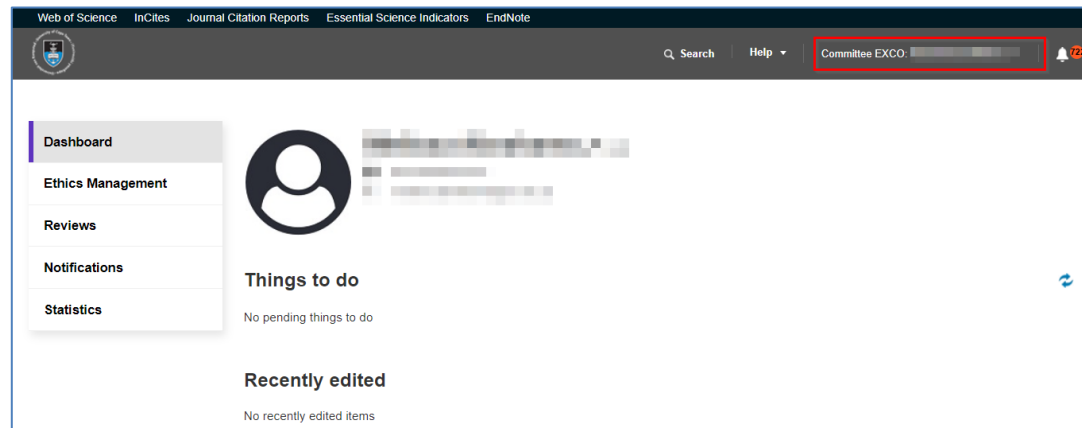 Web of Science InCites Journal Citation Reports Essential Science Indicators EndNote
Search Help Committee EXCO:
Dashboard
Ethics Management
Reviews
Notifications
Statistics
Things to do
No pending things to do
Recently edited
No recently edited items